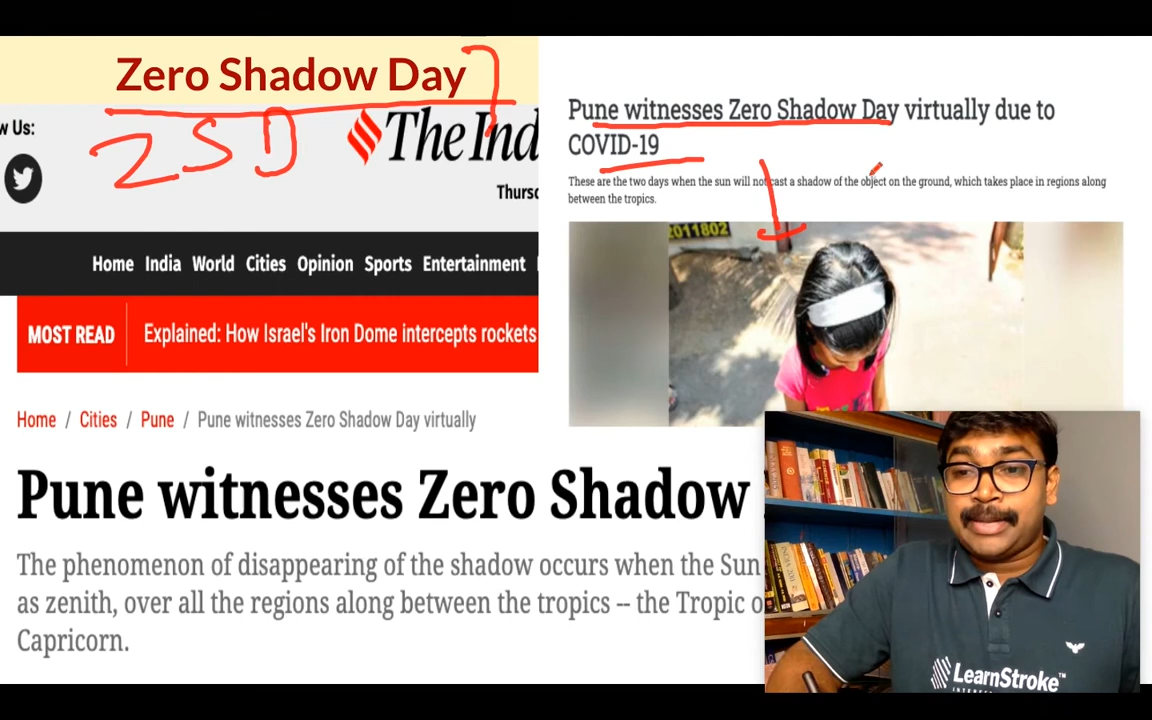 Zero Shadow Day
ZSD
w Us:
The Ind
Thursd
Home India World Cities Opinion Sports Entertainment
MOST READ Explained: How Israel's Iron Dome intercepts rockets
Home / Cities / Pune / Pune witnesses Zero Shadow Day virtually
Pune witnesses Zero Shadow
The phenomenon of disappearing of the shadow occurs when the Sun
as zenith, over all the regions along between the tropics -- the Tropic o
Capricorn.
Pune witnesses Zero Shadow Day virtually due to
COVID-19
These are the two days when the sun will not cast a shadow of the object on the ground, which takes place in regions along
between the tropics.
2011802
LearnStroke™